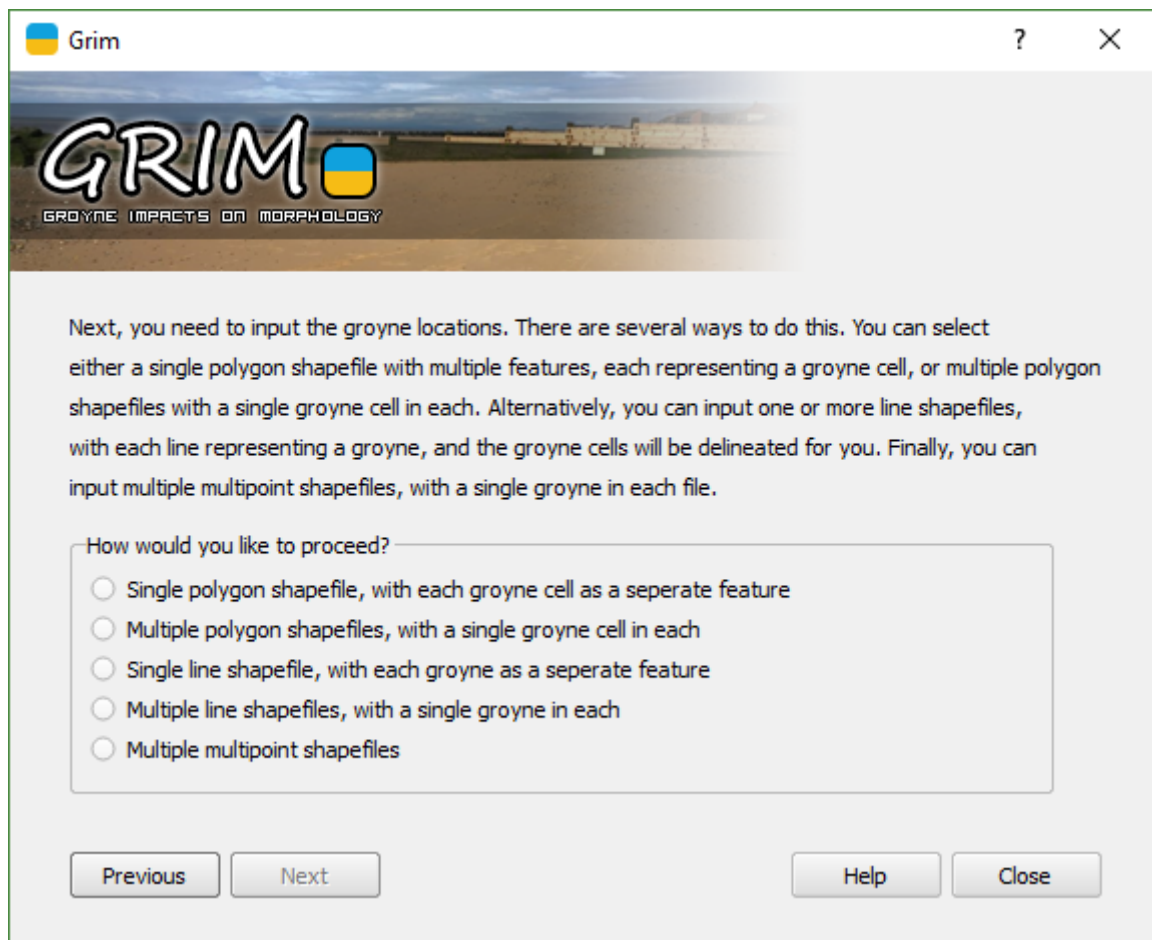 Grim
?
GRIM
GROYNE IMPACTS ON MORPHOLOGY
Next, you need to input the groyne locations. There are several ways to do this. You can select
either a single polygon shapefile with multiple features, each representing a groyne cell, or multiple polygon
shapefiles with a single groyne cell in each. Alternatively, you can input one or more line shapefiles,
with each line representing a groyne, and the groyne cells will be delineated for you. Finally, you can
input multiple multipoint shapefiles, with a single groyne in each file.
How would you like to proceed?
Single polygon shapefile, with each groyne cell as a seperate feature
Multiple polygon shapefiles, with a single groyne cell in each
Single line shapefile, with each groyne as a seperate feature
Multiple line shapefiles, with a single groyne in each
Multiple multipoint shapefiles
Previous Next Help Close